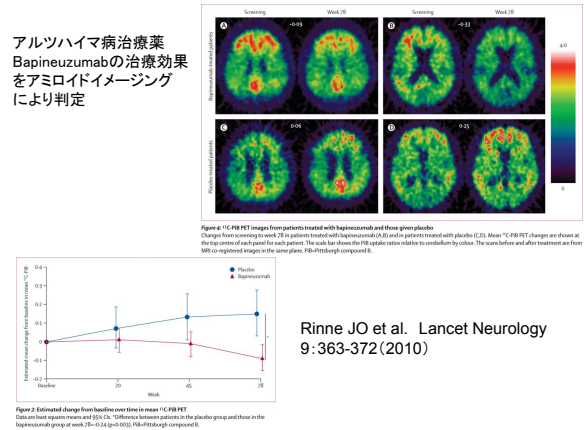 アルツハイマ病治療薬
Bapineuzumabの治療効果
をアミロイドイメージング
により判定
Screening
Week 78
Screening
Week 78
A
-0·09
B
-0·33
Bapineuzumab-treated patients
C
0·06
D
0·25
Placebo-treated patients
4·0
0
Figure 4: ¹¹C-PiB PET images from patients treated with bapineuzumab and those given placebo
Changes from screening to week 78 in patients treated with bapineuzumab (A,B) and in patients treated with placebo (C,D). Mean ¹¹C-PiB PET changes are shown at
the top centre of each panel for each patient. The scale bar shows the PiB uptake ratios relative to cerebellum by colour. The scans before and after treatment are from
MRI co-registered images in the same plane. PiB=Pittsburgh compound B.
Estimated mean change from baseline in mean ¹¹C-PiB
0·4
0·3
0·2
0·1
0
-0·1
-0·2
Placebo
Bapineuzumab
*
Baseline
20
45
78
Week
Figure 2: Estimated change from baseline over time in mean ¹¹C-PiB PET
Data are least squares means and 95% CIs. *Difference between patients in the placebo group and those in the
bapineuzumab group at week 78=-0·24 (p=0·003). PiB=Pittsburgh compound B.
Rinne JO et al. Lancet Neurology
9:363-372(2010)